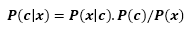 P(c|x) = P(x|c). P(c)/P(x)